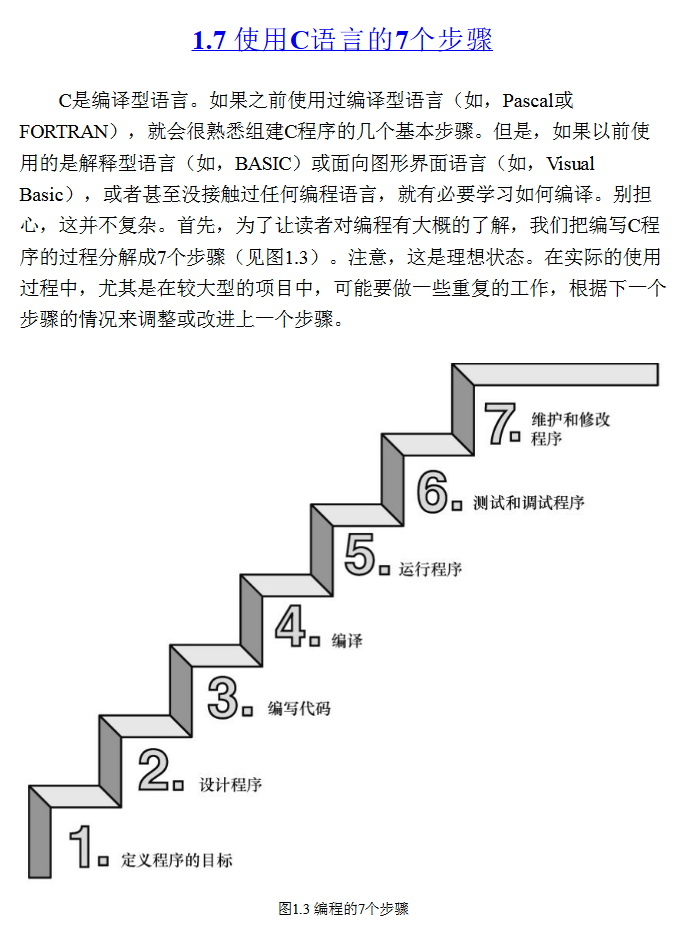 1.7 使用C语言的7个步骤
C是编译型语言。如果之前使用过编译型语言（如，Pascal或
FORTRAN），就会很熟悉组建C程序的几个基本步骤。但是，如果以前使
用的是解释型语言（如，BASIC）或面向图形界面语言（如，Visual
Basic），或者甚至没接触过任何编程语言，就有必要学习如何编译。别担
心，这并不复杂。首先，为了让读者对编程有大概的了解，我们把编写C程
序的过程分解成7个步骤（见图1.3）。注意，这是理想状态。在实际的使用
过程中，尤其是在较大型的项目中，可能要做一些重复的工作，根据下一个
步骤的情况来调整或改进上一个步骤。
7. 维护和修改
程序
6. 测试和调试程序
5. 运行程序
4. 编译
3. 编写代码
2. 设计程序
1. 定义程序的目标
图1.3 编程的7个步骤